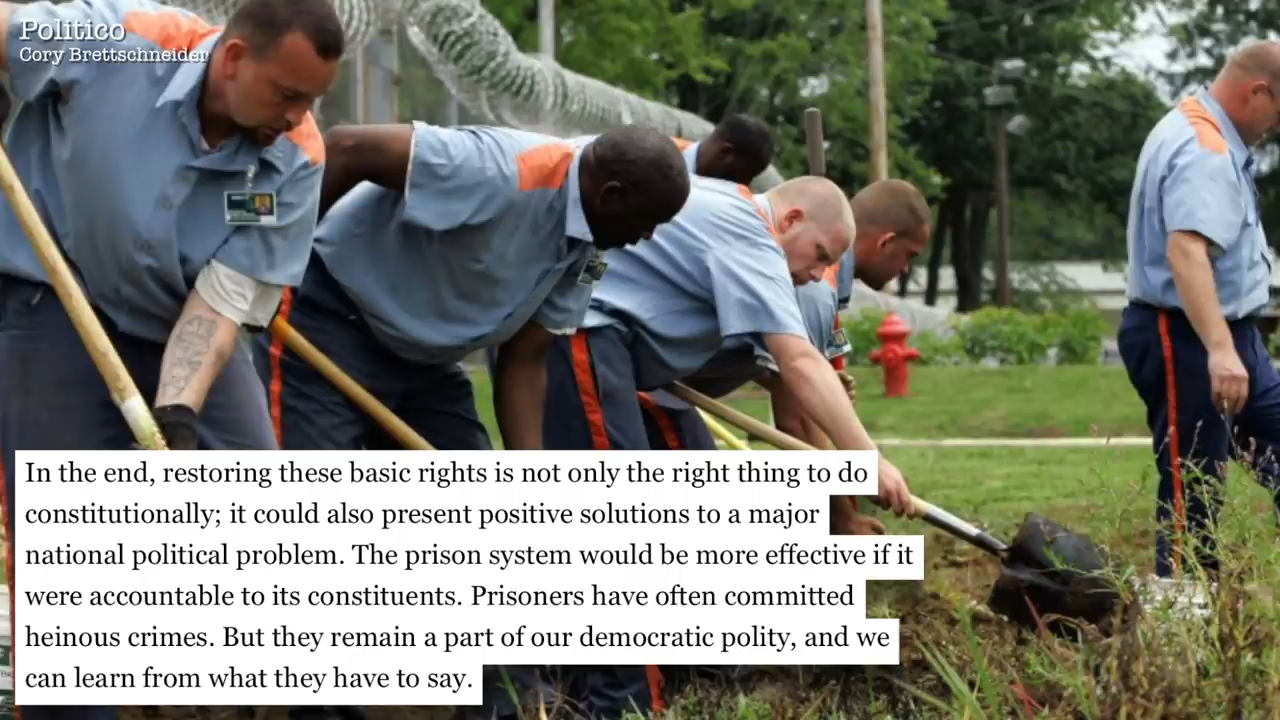 Politico
Cory Brettschneider
In the end, restoring these basic rights is not only the right thing to do
constitutionally; it could also present positive solutions to a major
national political problem. The prison system would be more effective if it
were accountable to its constituents. Prisoners have often committed
heinous crimes. But they remain a part of our democratic polity, and we
can learn from what they have to say.